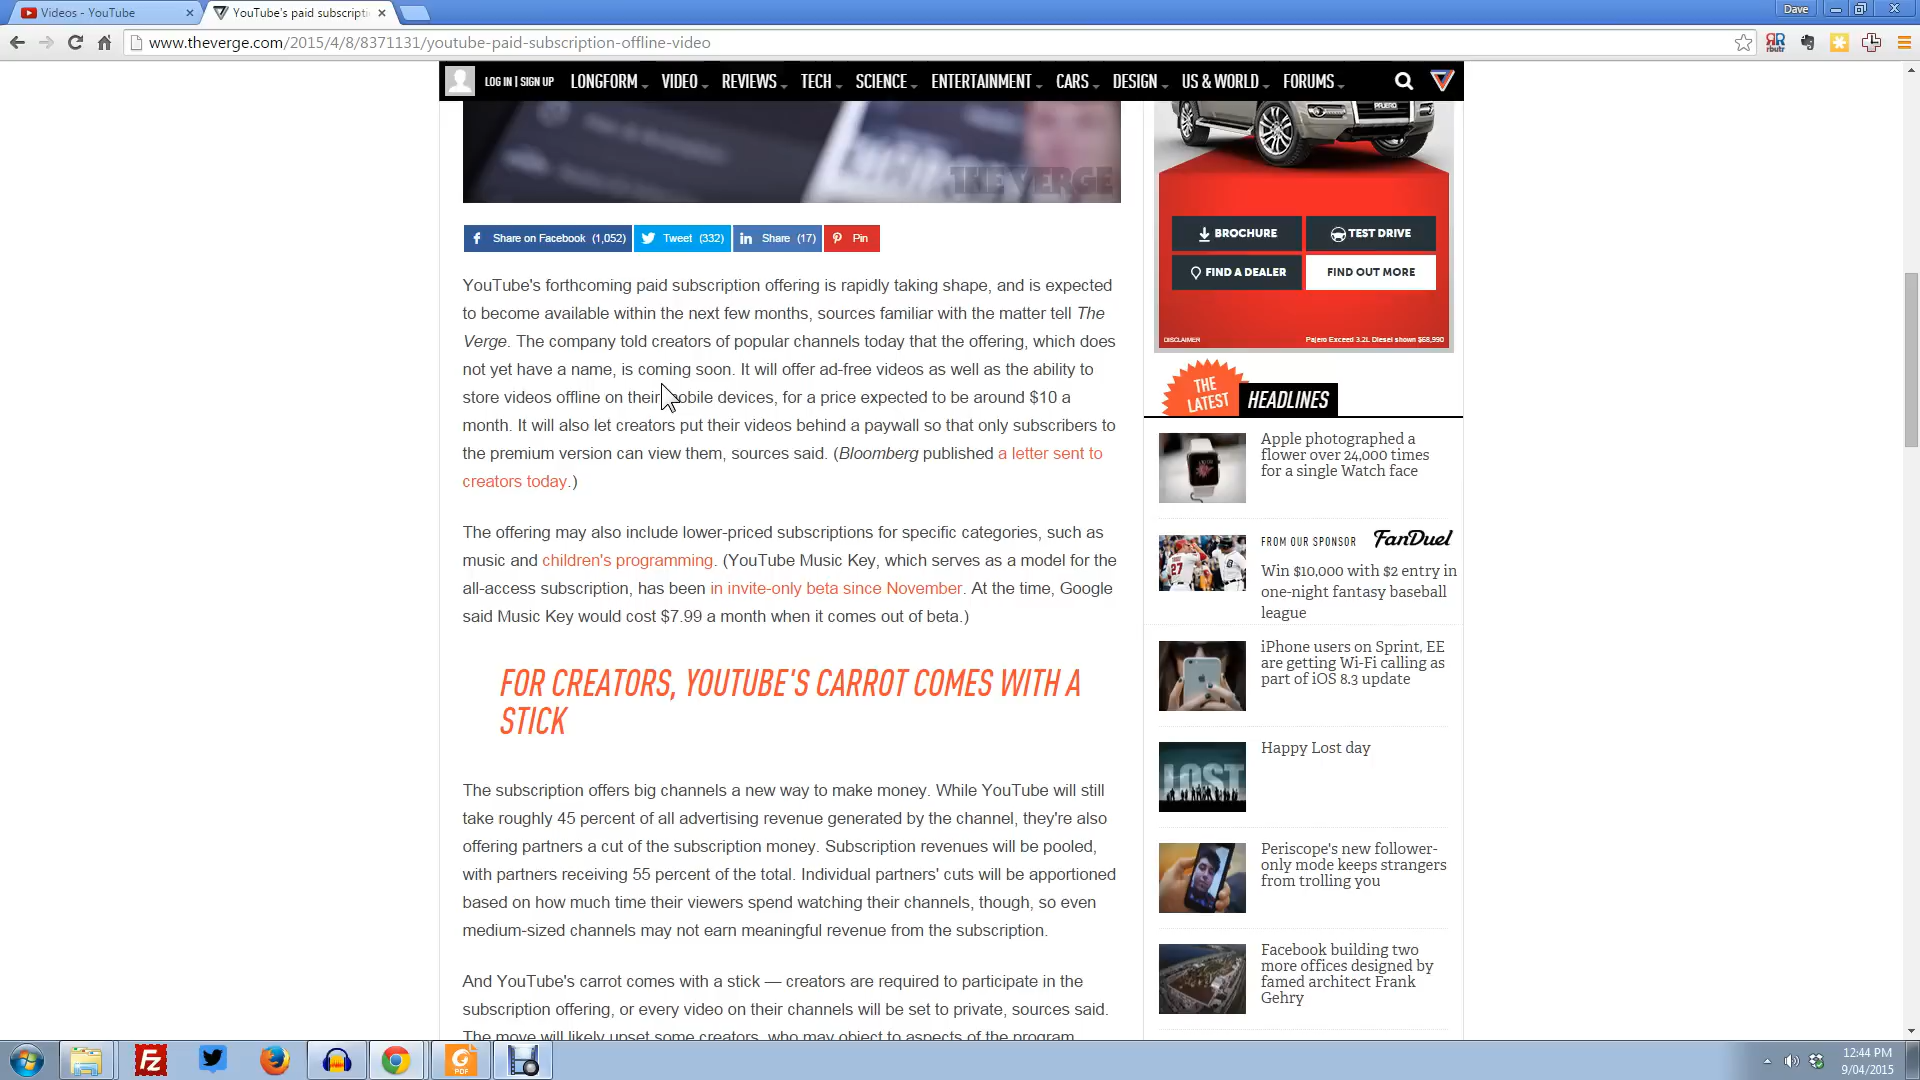 Videos - YouTube
YouTube's paid subscripti
Dave
www.theverge.com/2015/4/8/8371131/youtube-paid-subscription-offline-video
rbutr
LOG IN | SIGN UP
LONGFORM
VIDEO
REVIEWS
TECH
SCIENCE
ENTERTAINMENT
CARS
DESIGN
US & WORLD
FORUMS
THE VERGE
PAJERO
BROCHURE
TEST DRIVE
FIND A DEALER
FIND OUT MORE
DISCLAIMER
Pajero Exceed 3.2L Diesel shown $58,990
Share on Facebook (1,052)
Tweet (332)
Share (17)
Pin
YouTube's forthcoming paid subscription offering is rapidly taking shape, and is expected
to become available within the next few months, sources familiar with the matter tell The
Verge. The company told creators of popular channels today that the offering, which does
not yet have a name, is coming soon. It will offer ad-free videos as well as the ability to
store videos offline on their mobile devices, for a price expected to be around $10 a
month. It will also let creators put their videos behind a paywall so that only subscribers to
the premium version can view them, sources said. (Bloomberg published a letter sent to
creators today.)
The offering may also include lower-priced subscriptions for specific categories, such as
music and children's programming. (YouTube Music Key, which serves as a model for the
all-access subscription, has been in invite-only beta since November. At the time, Google
said Music Key would cost $7.99 a month when it comes out of beta.)
FOR CREATORS, YOUTUBE'S CARROT COMES WITH A
STICK
The subscription offers big channels a new way to make money. While YouTube will still
take roughly 45 percent of all advertising revenue generated by the channel, they're also
offering partners a cut of the subscription money. Subscription revenues will be pooled,
with partners receiving 55 percent of the total. Individual partners' cuts will be apportioned
based on how much time their viewers spend watching their channels, though, so even
medium-sized channels may not earn meaningful revenue from the subscription.
And YouTube's carrot comes with a stick — creators are required to participate in the
subscription offering, or every video on their channels will be set to private, sources said.
The move will likely upset some creators, who may object to aspects of the program
THE
LATEST
HEADLINES
Apple photographed a
flower over 24,000 times
for a single Watch face
FROM OUR SPONSOR
FanDuel
Win $10,000 with $2 entry in
one-night fantasy baseball
league
iPhone users on Sprint, EE
are getting Wi-Fi calling as
part of iOS 8.3 update
LOST
Happy Lost day
Periscope's new follower-
only mode keeps strangers
from trolling you
Facebook building two
more offices designed by
famed architect Frank
Gehry
Fz
PDF
12:44 PM
9/04/2015